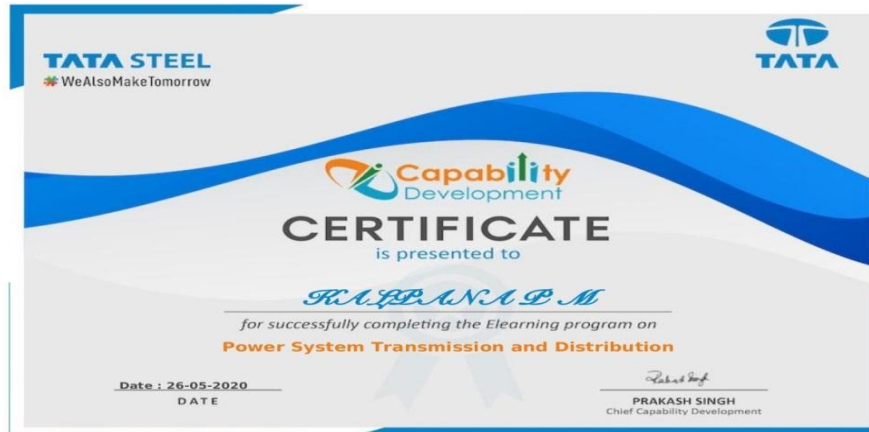 TATA STEEL
#WeAlsoMakeTomorrow
TATA
Capability
Development
CERTIFICATE
is presented to
KALPANA P M
for successfully completing the Elearning program on
Power System Transmission and Distribution
Date : 26-05-2020
DATE
PRAKASH SINGH
Chief Capability Development